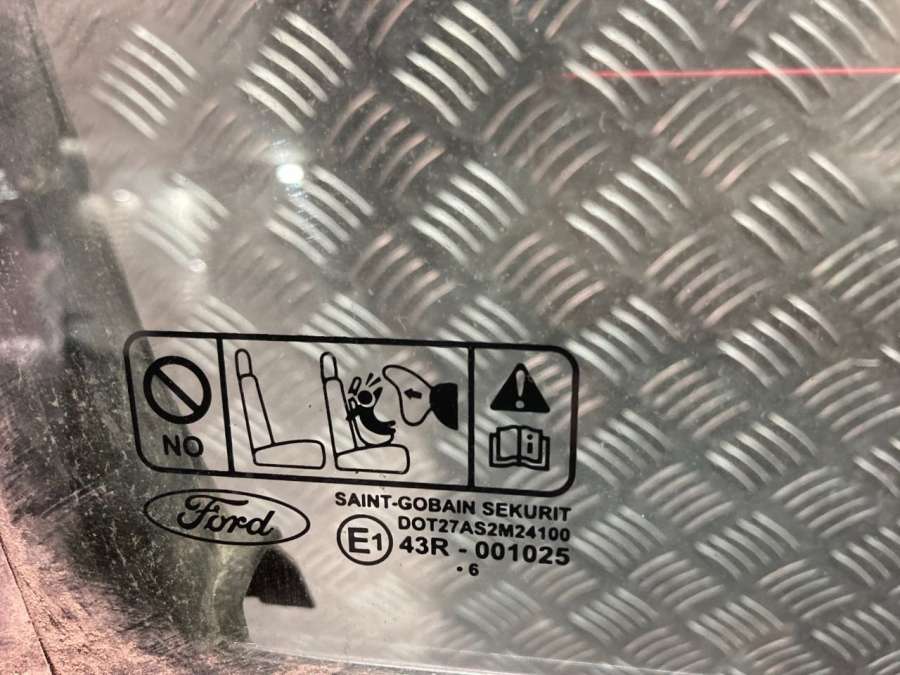 NO
Ford
SAINT-GOBAIN SEKURIT
DOT27AS2M24100
E1 43R - 001025
. 6